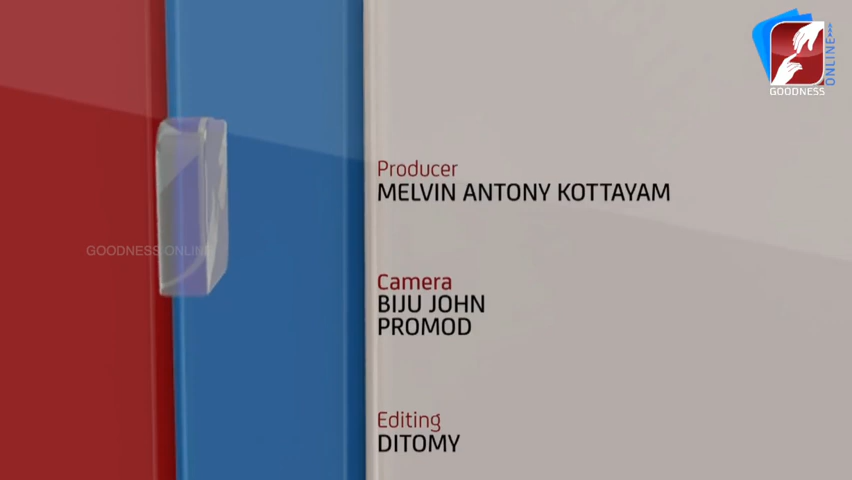 GOODNESS
ONLINE
Producer
MELVIN ANTONY KOTTAYAM
GOODNESS ONLINE
Camera
BIJU JOHN
PROMOD
Editing
DITOMY